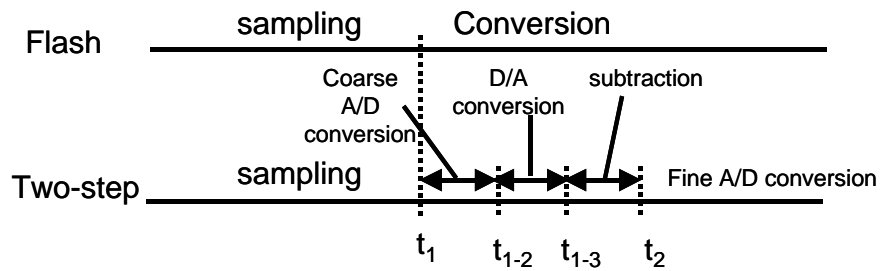 sampling Conversion
Flash
Coarse
A/D
conversion
D/A
conversion
subtraction
sampling
Two-step
Fine A/D conversion
t1 t1-2 t1-3 t2